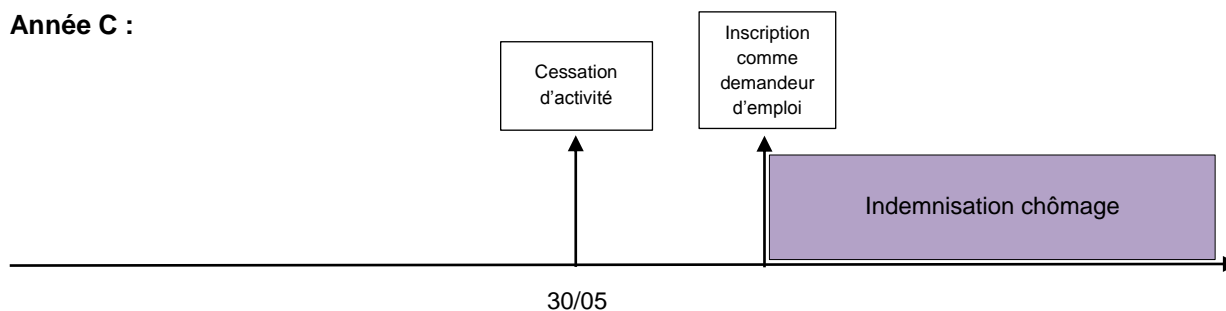 Année C :
Cessation
d'activité
Inscription
comme
demandeur
d'emploi
Indemnisation chômage
30/05